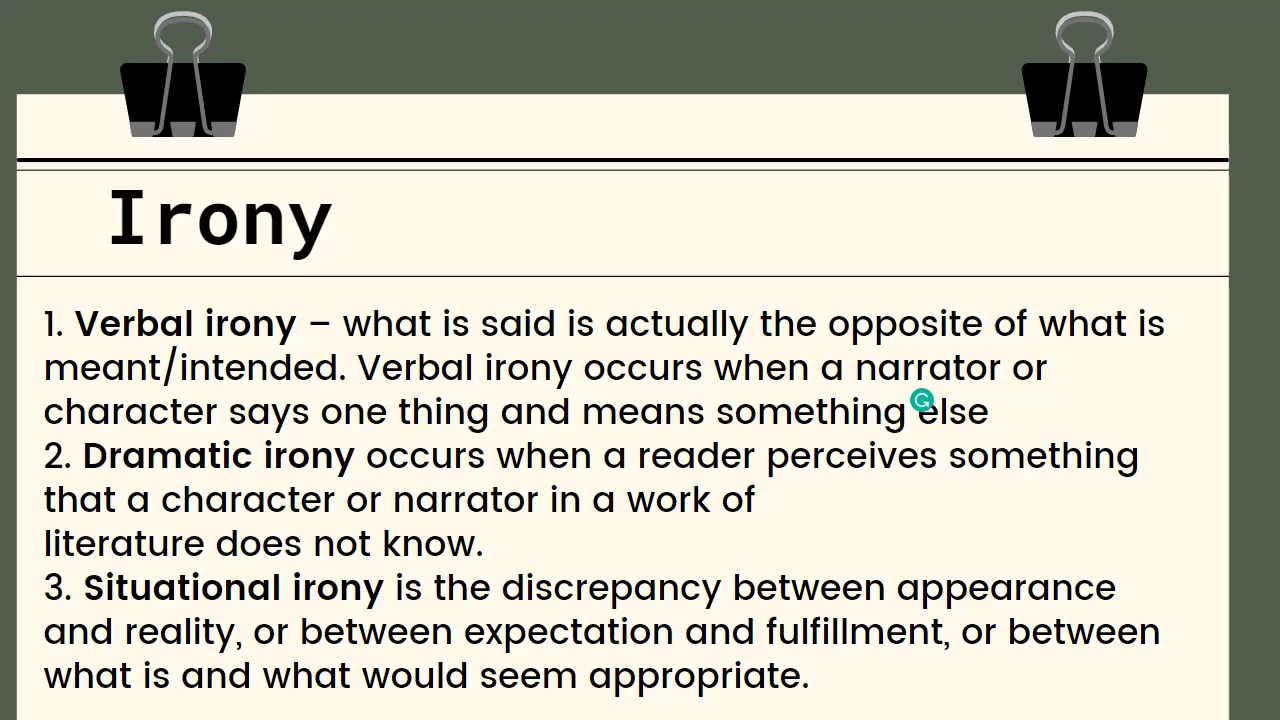 Irony
1. Verbal irony – what is said is actually the opposite of what is
meant/intended. Verbal irony occurs when a narrator or
character says one thing and means something else
2. Dramatic irony occurs when a reader perceives something
that a character or narrator in a work of
literature does not know.
3. Situational irony is the discrepancy between appearance
and reality, or between expectation and fulfillment, or between
what is and what would seem appropriate.